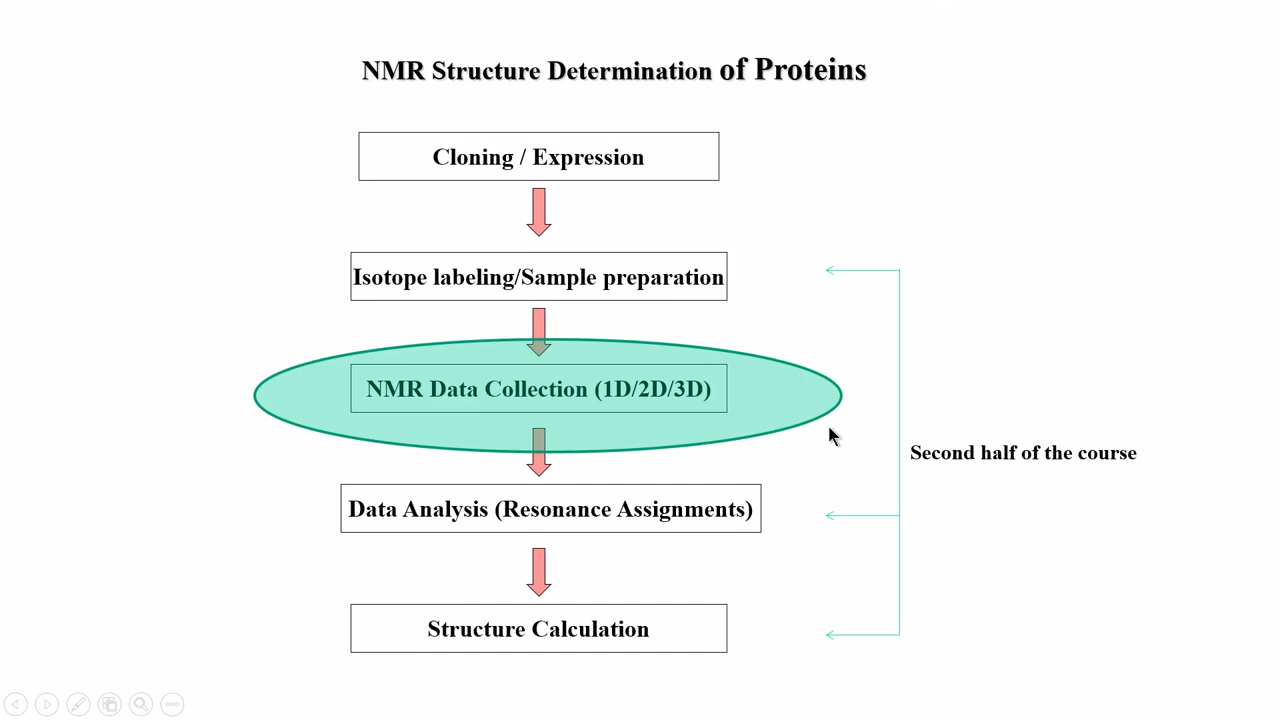 NMR Structure Determination of Proteins
Cloning / Expression
Isotope labeling/Sample preparation
NMR Data Collection (1D/2D/3D)
Second half of the course
Data Analysis (Resonance Assignments)
Structure Calculation